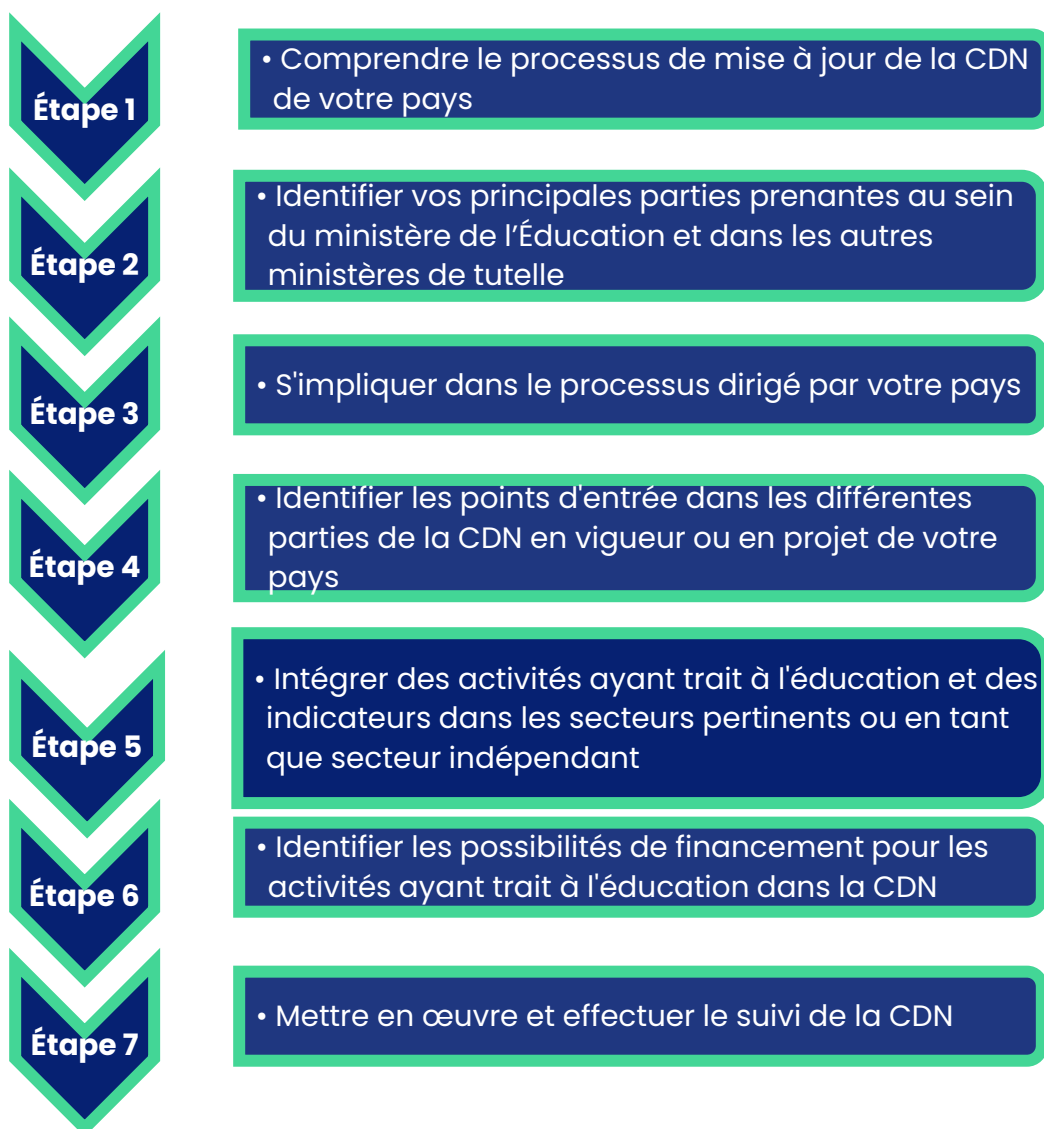 Étape 1
• Comprendre le processus de mise à jour de la CDN
de votre pays
Étape 2
• Identifier vos principales parties prenantes au sein
du ministère de l’Éducation et dans les autres
ministères de tutelle
Étape 3
• S'impliquer dans le processus dirigé par votre pays
Étape 4
• Identifier les points d'entrée dans les différentes
parties de la CDN en vigueur ou en projet de votre
pays
Étape 5
• Intégrer des activités ayant trait à l'éducation et des
indicateurs dans les secteurs pertinents ou en tant
que secteur indépendant
Étape 6
• Identifier les possibilités de financement pour les
activités ayant trait à l'éducation dans la CDN
Étape 7
• Mettre en œuvre et effectuer le suivi de la CDN